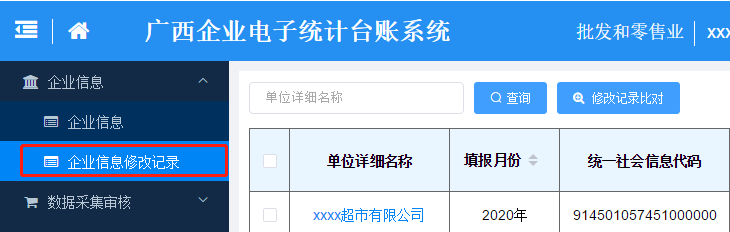 广西企业电子统计台账系统 批发和零售业 xxx
企业信息
单位详细名称 查询 修改记录比对
企业信息
企业信息修改记录 单位详细名称 填报月份 统一社会信息代码
数据采集审核
xxxx超市有限公司 2020年 914501057451000000